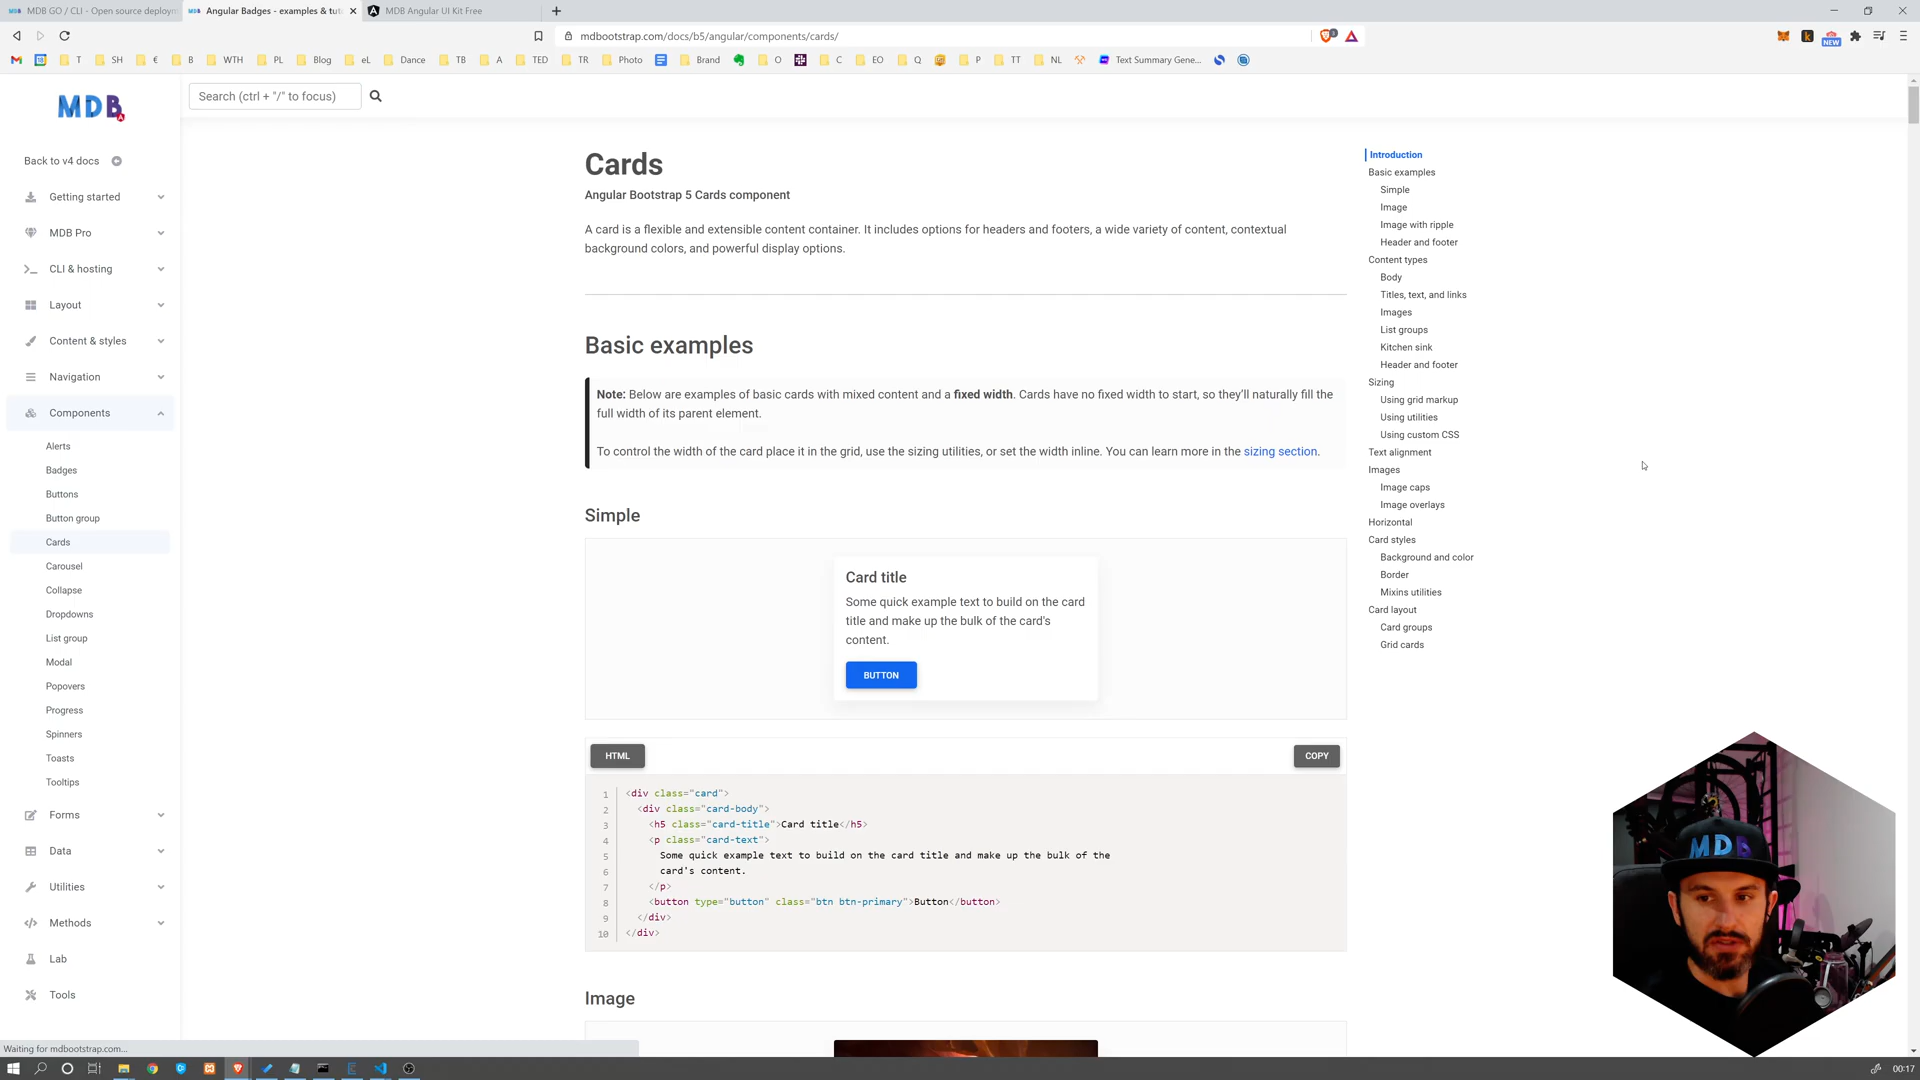 MDB GO / CLI - Open source deploym
Angular Badges - examples & tut
MDB Angular UI Kit Free
mdbootstrap.com/docs/b5/angular/components/cards/
NEW
T
SH
€
B
WTH
PL
Blog
eL
Dance
TB
A
TED
TR
Photo
Brand
O
C
EO
Q
P
TT
NL
Text Summary Gene...
MDB
Search (ctrl + "/" to focus)
Back to v4 docs
Getting started
MDB Pro
CLI & hosting
Layout
Content & styles
Navigation
Components
Alerts
Badges
Buttons
Button group
Cards
Carousel
Collapse
Dropdowns
List group
Modal
Popovers
Progress
Spinners
Toasts
Tooltips
Forms
Data
Utilities
Methods
Lab
Tools
Cards
Angular Bootstrap 5 Cards component
A card is a flexible and extensible content container. It includes options for headers and footers, a wide variety of content, contextual
background colors, and powerful display options.
Basic examples
Note: Below are examples of basic cards with mixed content and a fixed width. Cards have no fixed width to start, so they'll naturally fill the
full width of its parent element.
To control the width of the card place it in the grid, use the sizing utilities, or set the width inline. You can learn more in the sizing section.
Simple
Card title
Some quick example text to build on the card
title and make up the bulk of the card's
content.
BUTTON
HTML
COPY
1 <div class="card">
2 <div class="card-body">
3 <h5 class="card-title">Card title</h5>
4 <p class="card-text">
5 Some quick example text to build on the card title and make up the bulk of the
6 card's content.
7 </p>
8 <button type="button" class="btn btn-primary">Button</button>
9 </div>
10 </div>
Image
Introduction
Basic examples
Simple
Image
Image with ripple
Header and footer
Content types
Body
Titles, text, and links
Images
List groups
Kitchen sink
Header and footer
Sizing
Using grid markup
Using utilities
Using custom CSS
Text alignment
Images
Image caps
Image overlays
Horizontal
Card styles
Background and color
Border
Mixins utilities
Card layout
Card groups
Grid cards
MDB
Waiting for mdbootstrap.com...
00:17